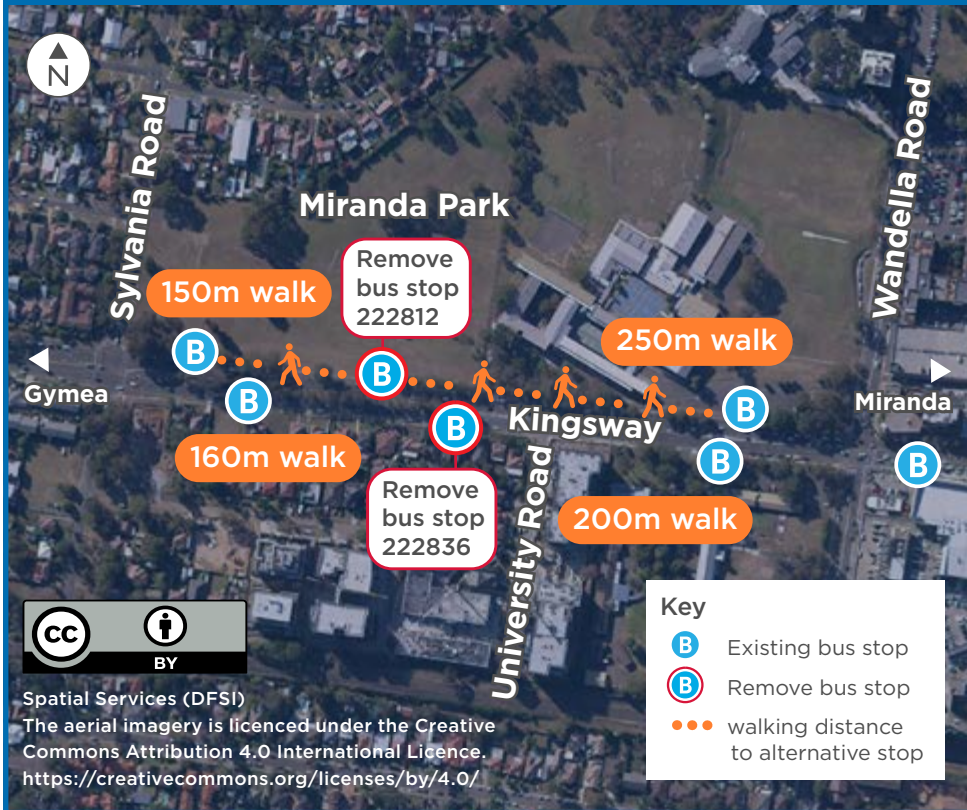 N
Sylvania Road
Miranda Park
Wandella Road
Remove
bus stop
222812
150m walk
250m walk
B
B
B
B
B
B
B
Gymea
Miranda
Kingsway
160m walk
Remove
bus stop
222836
University Road
200m walk
Key
B Existing bus stop
B Remove bus stop
walking distance
to alternative stop
cc
BY
Spatial Services (DFSI)
The aerial imagery is licenced under the Creative
Commons Attribution 4.0 International Licence.
https://creativecommons.org/licenses/by/4.0/